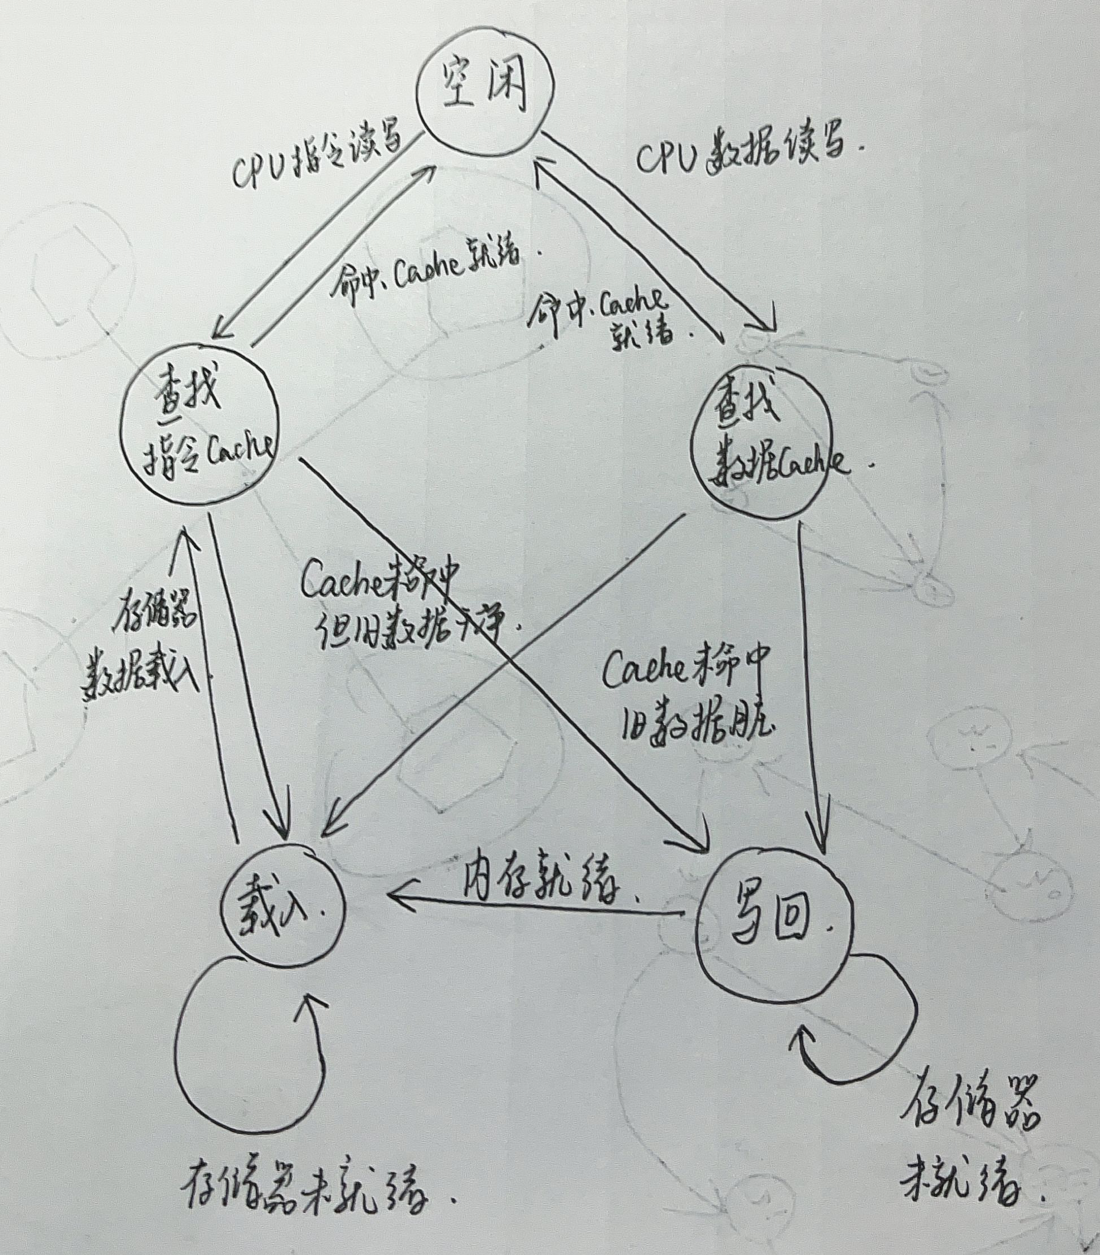 空闲
CPU指令读写
CPU数据读写.
命中、Cache就绪.
命中、Cache
就绪.
查找
指令Cache
查找
数据Cache.
存储器
数据载入
Cache未命中
但旧数据干净.
Cache未命中
旧数据脏
载入.
内存就绪.
写回.
存储器未就绪.
存储器
未就绪.